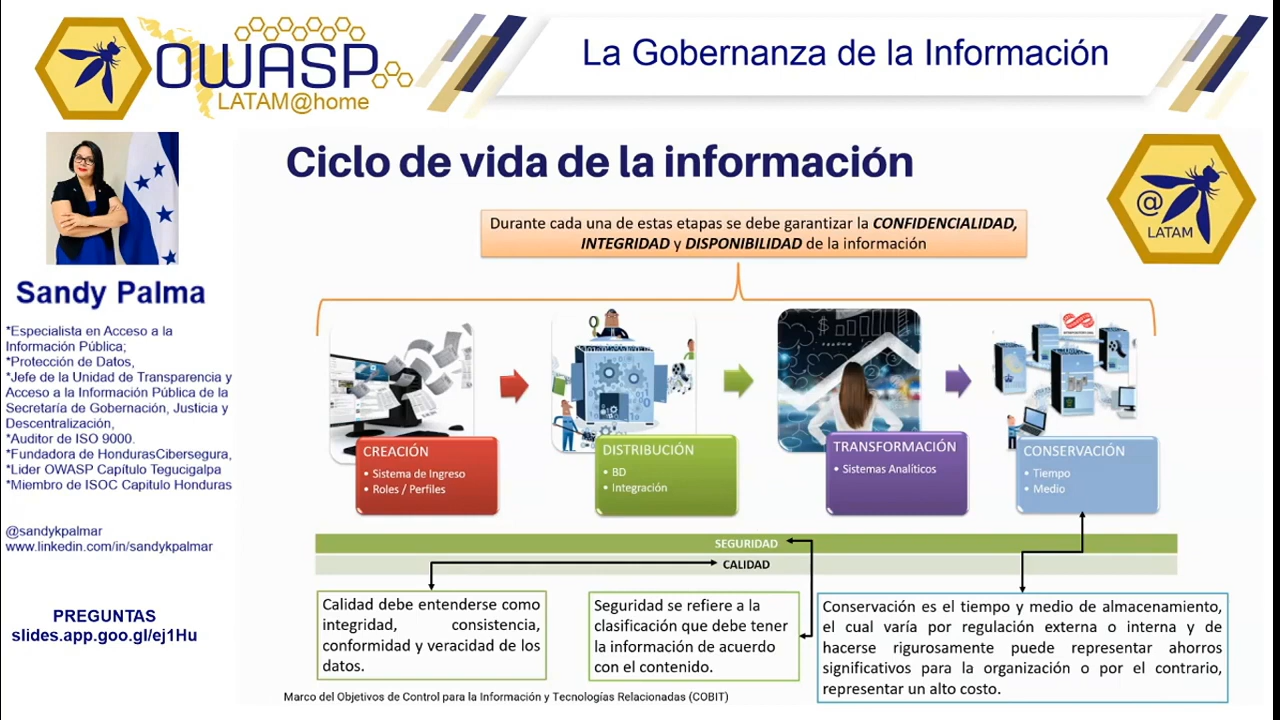 OWASP
LATAM@home
La Gobernanza de la Información
Ciclo de vida de la información
@
LATAM
Durante cada una de estas etapas se debe garantizar la CONFIDENCIALIDAD,
INTEGRIDAD y DISPONIBILIDAD de la información
Sandy Palma
*Especialista en Acceso a la
Información Pública;
*Protección de Datos,
*Jefe de la Unidad de Transparencia y
Acceso a la Información Pública de la
Secretaría de Gobernación, Justicia y
Descentralización,
*Auditor de ISO 9000.
*Fundadora de HondurasCibersegura,
*Lider OWASP Capítulo Tegucigalpa
*Miembro de ISOC Capitulo Honduras
@sandykpalmar
www.linkedin.com/in/sandykpalmar
PREGUNTAS
slides.app.goo.gl/ej1Hu
CREACIÓN
• Sistema de Ingreso
• Roles / Perfiles
DISTRIBUCIÓN
• BD
• Integración
TRANSFORMACIÓN
• Sistemas Analíticos
CONSERVACIÓN
• Tiempo
• Medio
SEGURIDAD
CALIDAD
Calidad debe entenderse como
integridad, consistencia,
conformidad y veracidad de los
datos.
Seguridad se refiere a la
clasificación que debe tener
la información de acuerdo
con el contenido.
Conservación es el tiempo y medio de almacenamiento,
el cual varía por regulación externa o interna y de
hacerse rigurosamente puede representar ahorros
significativos para la organización o por el contrario,
representar un alto costo.
Marco del Objetivos de Control para la Información y Tecnologías Relacionadas (COBIT)